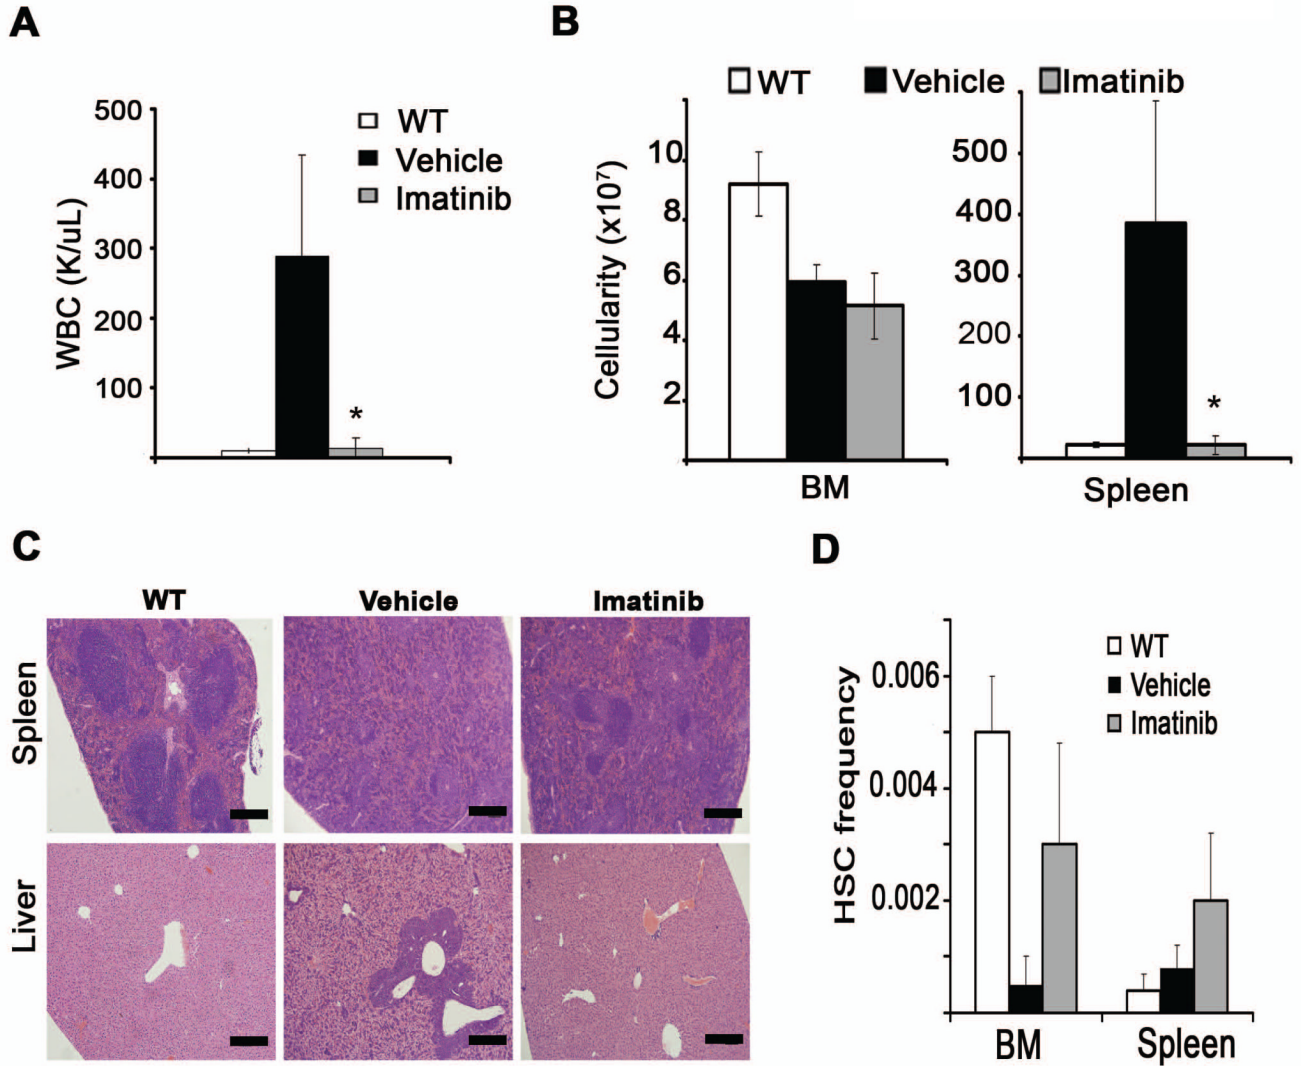 A
500
400
300
200
100
WBC (K/uL)
WT
Vehicle
Imatinib
*
B
WT Vehicle Imatinib
10
8
6
4
2
Cellularity (x10⁷)
BM
500
400
300
200
100
*
Spleen
C
WT Vehicle Imatinib
Spleen
Liver
D
HSC frequency
0.006
0.004
0.002
WT
Vehicle
Imatinib
BM Spleen